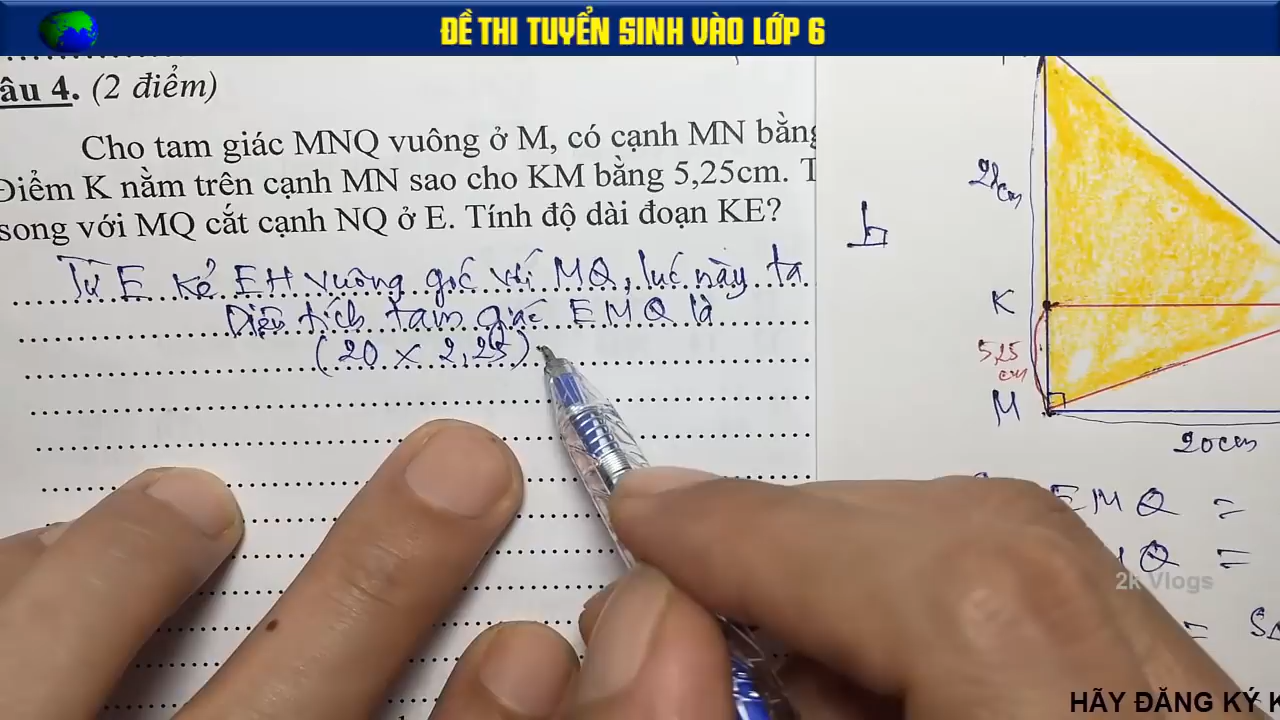 ĐỀ THI TUYỂN SINH VÀO LỚP 6
âu 4. (2 điểm)
Cho tam giác MNQ vuông ở M, có cạnh MN bằng
Điểm K nằm trên cạnh MN sao cho KM bằng 5,25cm. T
song với MQ cắt cạnh NQ ở E. Tính độ dài đoạn KE?
Từ E kẻ EH vuông góc với MQ, lúc này ta
Diện tích tam giác EMQ là
(20 x 2,25)
28cm
K
5,25
cm
M
20cm
EMQ =
MQ =
=
2k Vlogs
HÃY ĐĂNG KÝ K